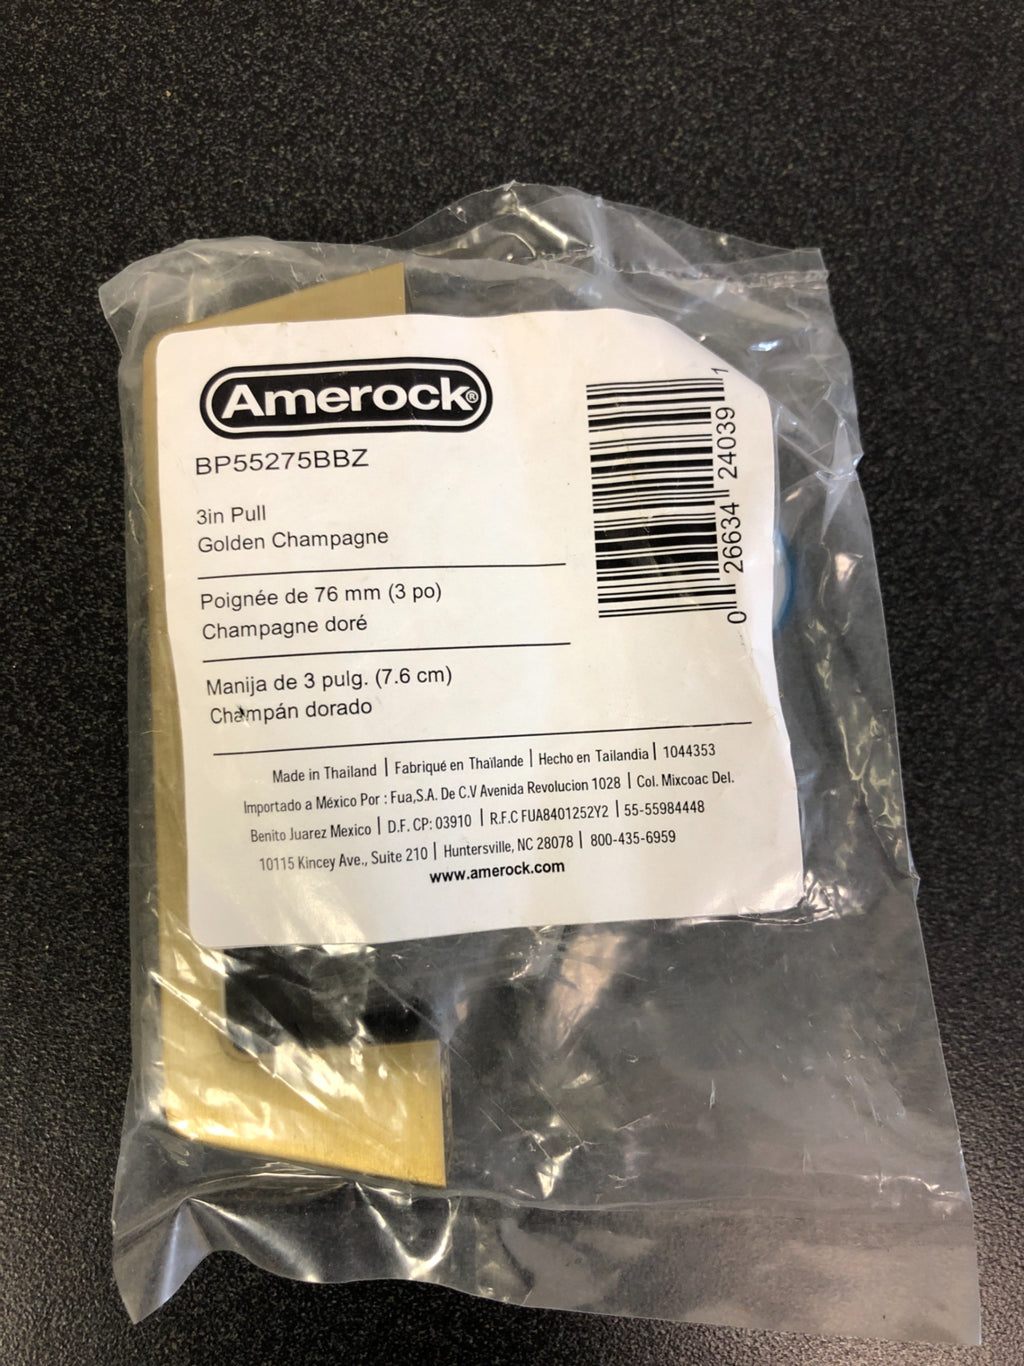 Amerock®
BP55275BBZ
3in Pull
Golden Champagne
Poignée de 76 mm (3 po)
Champagne doré
Manija de 3 pulg. (7.6 cm)
Champán dorado
0 26634 24039 1
Made in Thailand | Fabriqué en Thaïlande | Hecho en Tailandia | 1044353
Importado a México Por : Fua,S.A. De C.V Avenida Revolucion 1028 | Col. Mixcoac Del.
Benito Juarez Mexico | D.F. CP: 03910 | R.F.C FUA8401252Y2 | 55-55984448
10115 Kincey Ave., Suite 210 | Huntersville, NC 28078 | 800-435-6959
www.amerock.com